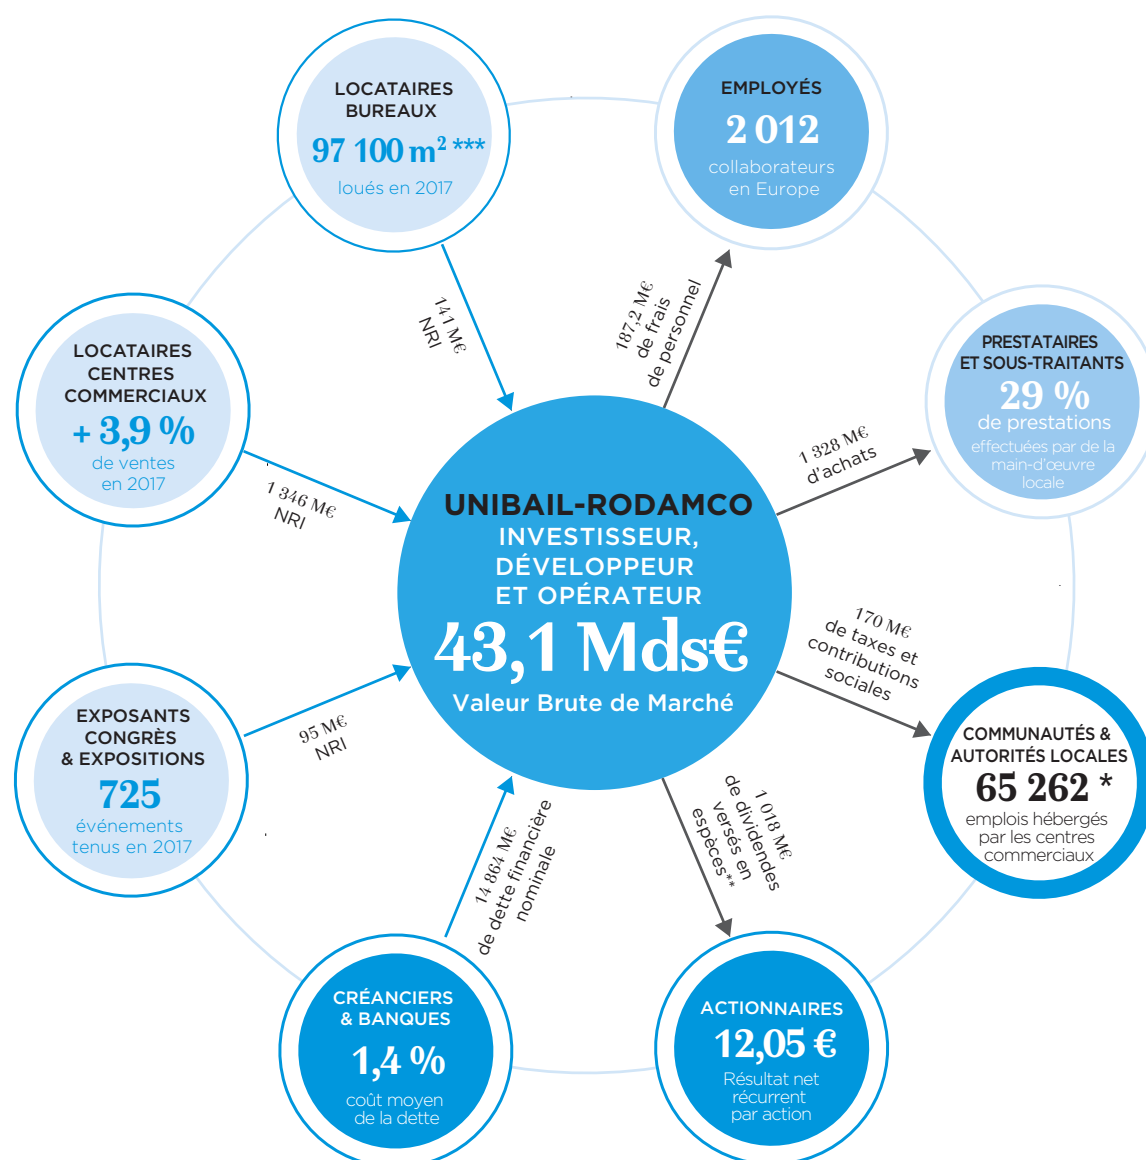 LOCATAIRES
BUREAUX
97 100 m² ***
loués en 2017
EMPLOYÉS
2 012
collaborateurs
en Europe
141 M€
NRI
187,2 M€
de frais
de personnel
LOCATAIRES
CENTRES
COMMERCIAUX
+ 3,9 %
de ventes
en 2017
PRESTATAIRES
ET SOUS-TRAITANTS
29 %
de prestations
effectuées par de la
main-d'œuvre
locale
1 346 M€
NRI
1 328 M€
d'achats
UNIBAIL-RODAMCO
INVESTISSEUR,
DÉVELOPPEUR
ET OPÉRATEUR
43,1 Mds€
Valeur Brute de Marché
EXPOSANTS
CONGRÈS
& EXPOSITIONS
725
événements
tenus en 2017
95 M€
NRI
170 M€
de taxes et
contributions
sociales
COMMUNAUTÉS &
AUTORITÉS LOCALES
65 262 *
emplois hébergés
par les centres
commerciaux
14 864 M€
de dette financière
nominale
1 018 M€
de dividendes
versés en
espèces**
CRÉANCIERS
& BANQUES
1,4 %
coût moyen
de la dette
ACTIONNAIRES
12,05 €
Résultat net
récurrent
par action